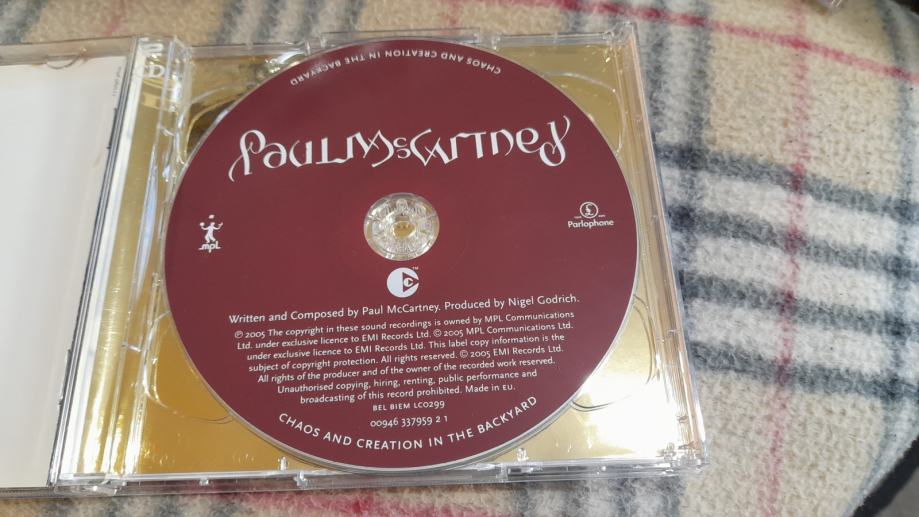 CHAOS AND CREATION IN THE BACKYARD
Paul McCartney
mpl
Parlophone
Written and Composed by Paul McCartney. Produced by Nigel Godrich.
℗ 2005 The copyright in these sound recordings is owned by MPL Communications
Ltd. under exclusive licence to EMI Records Ltd. © 2005 MPL Communications Ltd.
under exclusive licence to EMI Records Ltd. This label copyright information is the
subject of copyright protection. All rights reserved. © 2005 EMI Records Ltd.
All rights of the producer and of the owner of the recorded work reserved.
Unauthorised copying, hiring, renting, public performance and
broadcasting of this record prohibited. Made in EU.
BEL BIEM LC0299
00946 337959 2 1
CHAOS AND CREATION IN THE BACKYARD